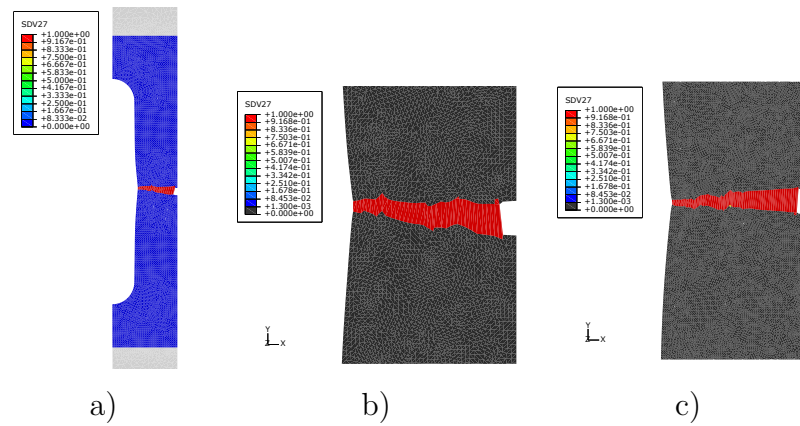 SDV27
+1.000e+00
+9.167e-01
+8.333e-01
+7.500e-01
+6.667e-01
+5.833e-01
+5.000e-01
+4.167e-01
+3.333e-01
+2.500e-01
+1.667e-01
+8.333e-02
+0.000e+00
a)
SDV27
+1.000e+00
+9.168e-01
+8.336e-01
+7.503e-01
+6.671e-01
+5.839e-01
+5.007e-01
+4.174e-01
+3.342e-01
+2.510e-01
+1.678e-01
+8.453e-02
+1.300e-03
+0.000e+00
Y
Z X
b)
SDV27
+1.000e+00
+9.168e-01
+8.336e-01
+7.503e-01
+6.671e-01
+5.839e-01
+5.007e-01
+4.174e-01
+3.342e-01
+2.510e-01
+1.678e-01
+8.453e-02
+1.300e-03
+0.000e+00
Y
Z X
c)